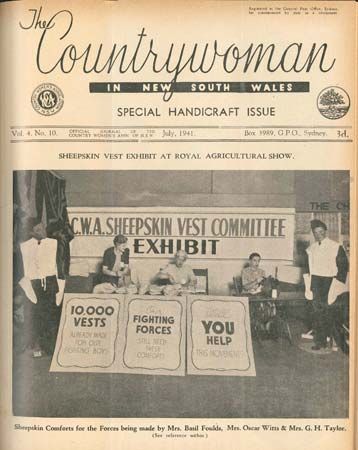 Registered at the General Post Office, Sydney,
for transmission by post as a newspaper
The
Countrywoman
IN NEW SOUTH WALES
SPECIAL HANDICRAFT ISSUE
Vol. 4. No. 10.
OFFICIAL JOURNAL OF THE
COUNTRY WOMEN'S ASSN. OF N.S.W.
July, 1941.
Box 3989, G.P.O., Sydney.
3d.
SHEEPSKIN VEST EXHIBIT AT ROYAL AGRICULTURAL SHOW.
THE CH
C.W.A. SHEEPSKIN VEST COMMITTEE
EXHIBIT
10,000
VESTS
ALREADY MADE
FOR OUR
FIGHTING BOYS
OUR
FIGHTING
FORCES
STILL NEED
THESE
COMFORTS
YOU
HELP
THIS MOVEMENT
Sheepskin Comforts for the Forces being made by Mrs. Basil Foulds, Mrs. Oscar Witts & Mrs. G. H. Taylor.
(See reference within)